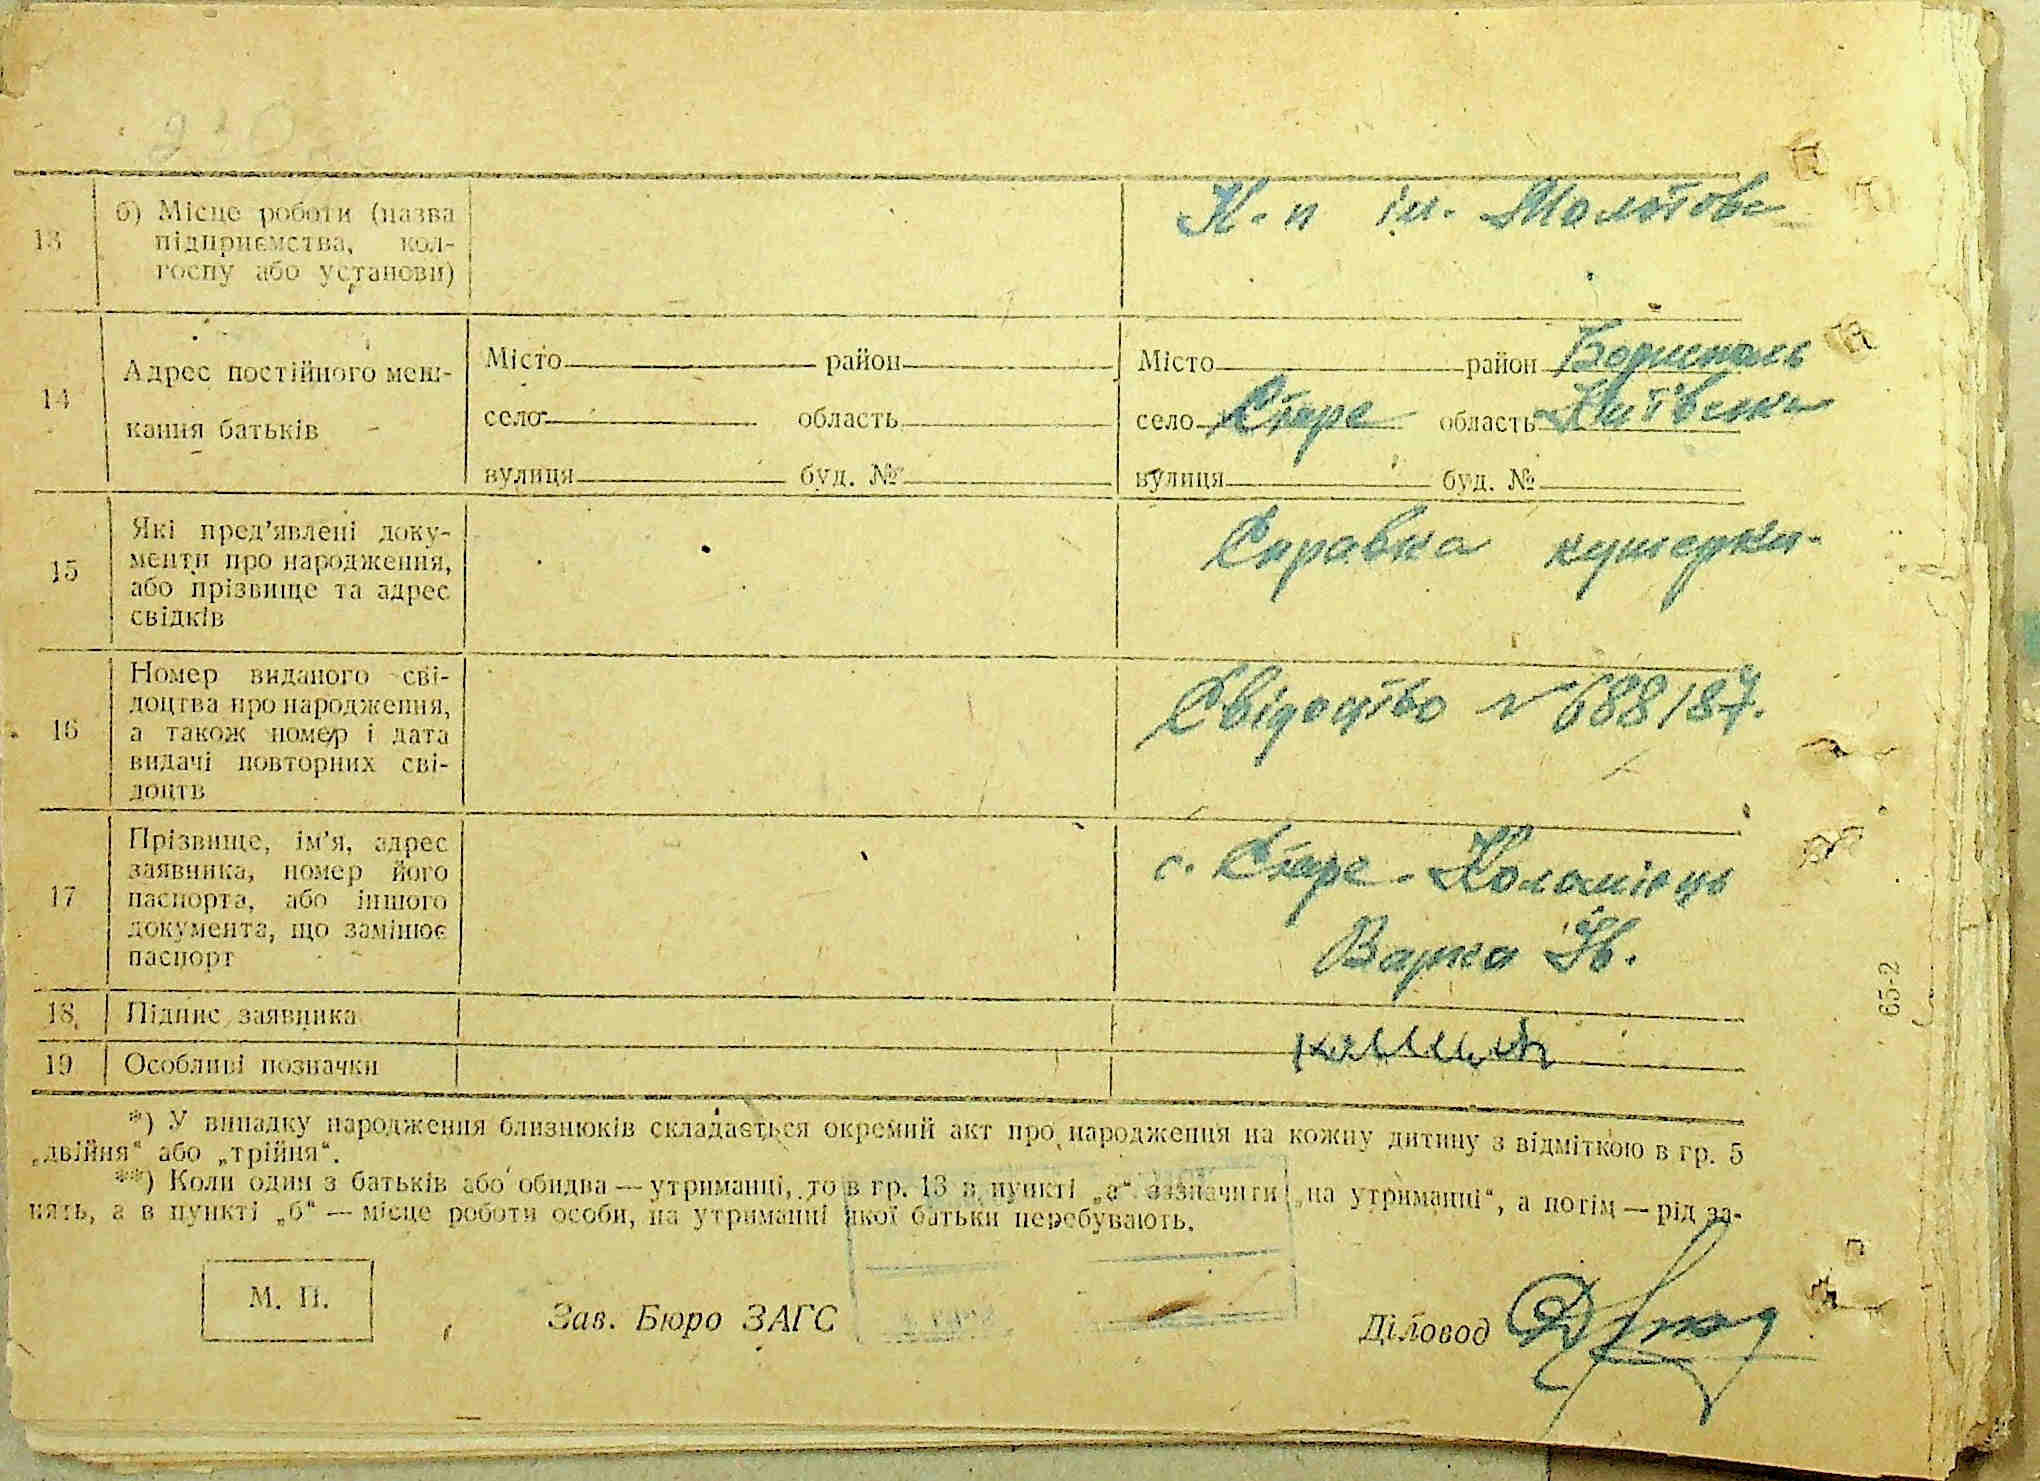 13
б) Місце роботи (назва
підприємства, кол-
госпу або установи)
К-п ім. Молотова
14
Адрес постійного меш-
кання батьків
Місто район
село область
вулиця буд. №
Місто район Бориспль
село Старе область Київська
вулиця буд. №
15
Які пред'явлені доку-
менти про народження,
або прізвище та адрес
свідків
Справка
16
Номер виданого сві-
доцтва про народження,
а також номер і дата
видачі повторних сві-
доцтв
Свідоцтво № 688187.
17
Прізвище, ім'я, адрес
заявника, номер його
паспорта, або іншого
документа, що замінює
паспорт
с. Старе. Коломієць
Варка Ів.
18
Підпис заявника
19
Особливі позначки
65-2
*) У випадку народження близнюків складається окремий акт про народження на кожну дитину з відміткою в гр. 5
„двійня“ або „трійня“.
**) Коли один з батьків або обидва — утриманці, то в гр. 13 в пункті „а“ зазначити „на утриманні“, а потім — рід за-
нять, а в пункті „б“ — місце роботи особи, на утриманні якої батьки перебувають.
М. П.
Зав. Бюро ЗАГС
Діловод